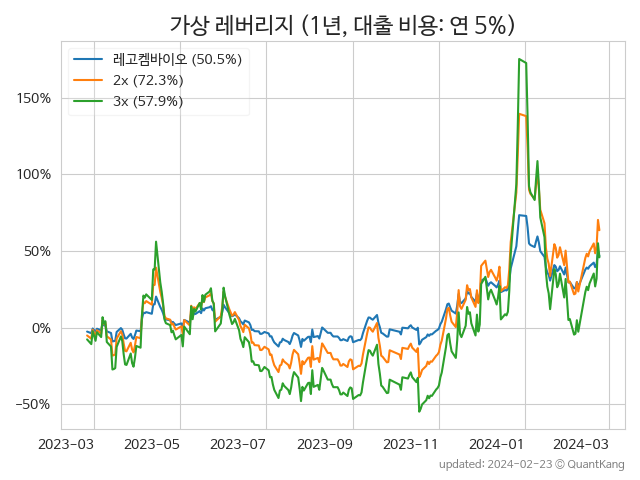 가상 레버리지 (1년, 대출 비용: 연 5%)
레고켐바이오 (50.5%)
2x (72.3%)
3x (57.9%)
150%
100%
50%
0%
−50%
2023-03 2023-05 2023-07 2023-09 2023-11 2024-01 2024-03
updated: 2024-02-23 © QuantKang